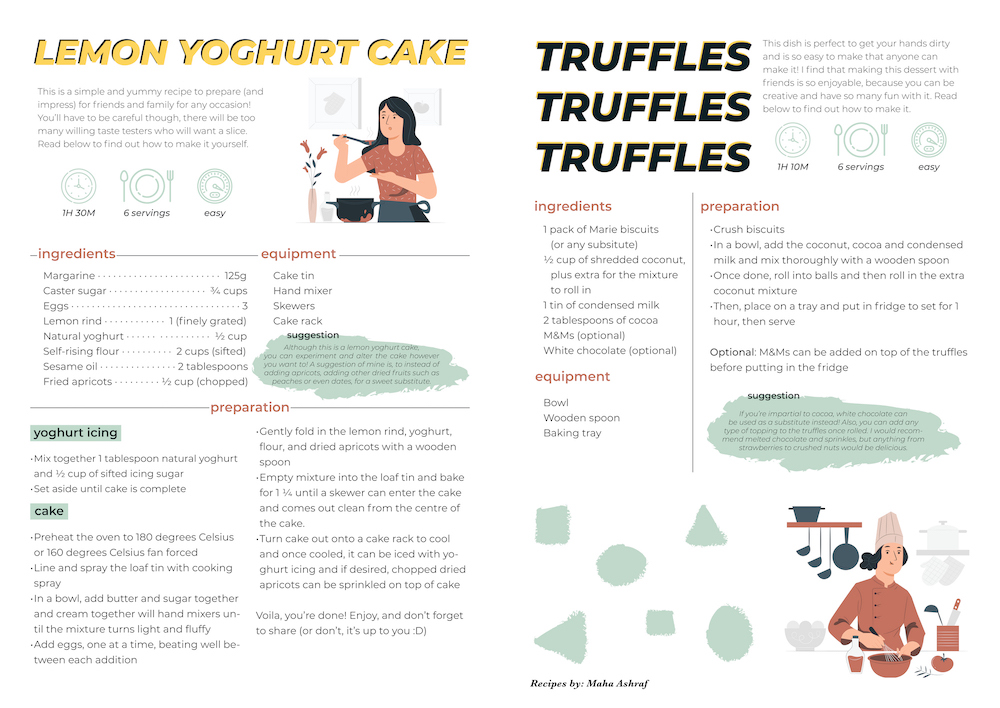 LEMON YOGHURT CAKE
This is a simple and yummy recipe to prepare (and
impress) for friends and family for any occasion!
You'll have to be careful though, there will be too
many willing taste testers who will want a slice.
Read below to find out how to make it yourself.
1H 30M
6 servings
easy
ingredients
Margarine 125g
Caster sugar ¾ cups
Eggs 3
Lemon rind 1 (finely grated)
Natural yoghurt ½ cup
Self-rising flour 2 cups (sifted)
Sesame oil 2 tablespoons
Fried apricots ½ cup (chopped)
equipment
Cake tin
Hand mixer
Skewers
Cake rack
suggestion
Although this is a lemon yoghurt cake,
you can experiment and alter the cake however
you want to! A suggestion of mine is, to instead of
adding apricots, adding other dried fruits such as
peaches or even dates, for a sweet substitute.
preparation
yoghurt icing
•Mix together 1 tablespoon natural yoghurt
and ½ cup of sifted icing sugar
•Set aside until cake is complete
cake
•Preheat the oven to 180 degrees Celsius
or 160 degrees Celsius fan forced
•Line and spray the loaf tin with cooking
spray
•In a bowl, add butter and sugar together
and cream together will hand mixers un-
til the mixture turns light and fluffy
•Add eggs, one at a time, beating well be-
tween each addition
•Gently fold in the lemon rind, yoghurt,
flour, and dried apricots with a wooden
spoon
•Empty mixture into the loaf tin and bake
for 1 ¼ until a skewer can enter the cake
and comes out clean from the centre of
the cake.
•Turn cake out onto a cake rack to cool
and once cooled, it can be iced with yo-
ghurt icing and if desired, chopped dried
apricots can be sprinkled on top of cake
Voila, you're done! Enjoy, and don't forget
to share (or don't, it's up to you :D)
TRUFFLES
TRUFFLES
TRUFFLES
This dish is perfect to get your hands dirty
and is so easy to make that anyone can
make it! I find that making this dessert with
friends is so enjoyable, because you can be
creative and have so many fun with it. Read
below to find out how to make it.
1H 10M
6 servings
easy
ingredients
1 pack of Marie biscuits
(or any subsitute)
½ cup of shredded coconut,
plus extra for the mixture
to roll in
1 tin of condensed milk
2 tablespoons of cocoa
M&Ms (optional)
White chocolate (optional)
equipment
Bowl
Wooden spoon
Baking tray
preparation
•Crush biscuits
•In a bowl, add the coconut, cocoa and condensed
milk and mix thoroughly with a wooden spoon
•Once done, roll into balls and then roll in the extra
coconut mixture
•Then, place on a tray and put in fridge to set for 1
hour, then serve
Optional: M&Ms can be added on top of the truffles
before putting in the fridge
suggestion
If you're impartial to cocoa, white chocolate can
be used as a substitute instead! Also, you can add any
type of topping to the truffles once rolled. I would recom-
mend melted chocolate and sprinkles, but anything from
strawberries to crushed nuts would be delicious.
Recipes by: Maha Ashraf